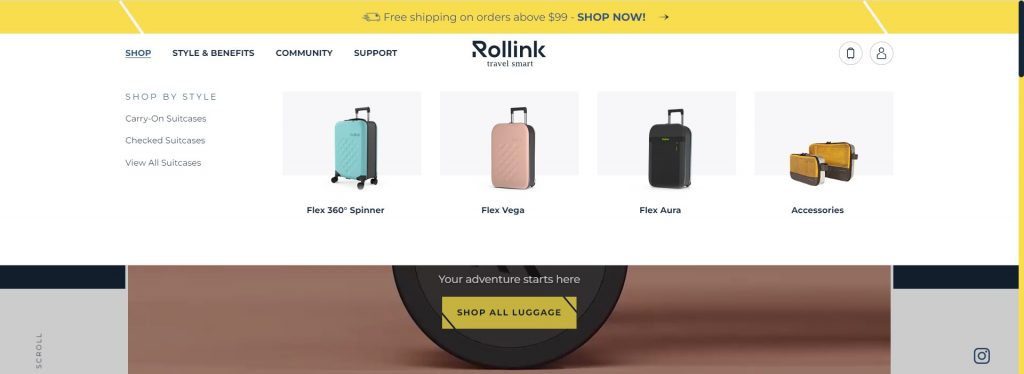 Free shipping on orders above $99 - SHOP NOW!
SHOP STYLE & BENEFITS COMMUNITY SUPPORT
Rollink
travel smart
SHOP BY STYLE
Carry-On Suitcases
Checked Suitcases
View All Suitcases
Flex 360° Spinner
Flex Vega
Flex Aura
Accessories
Your adventure starts here
SHOP ALL LUGGAGE
SCROLL